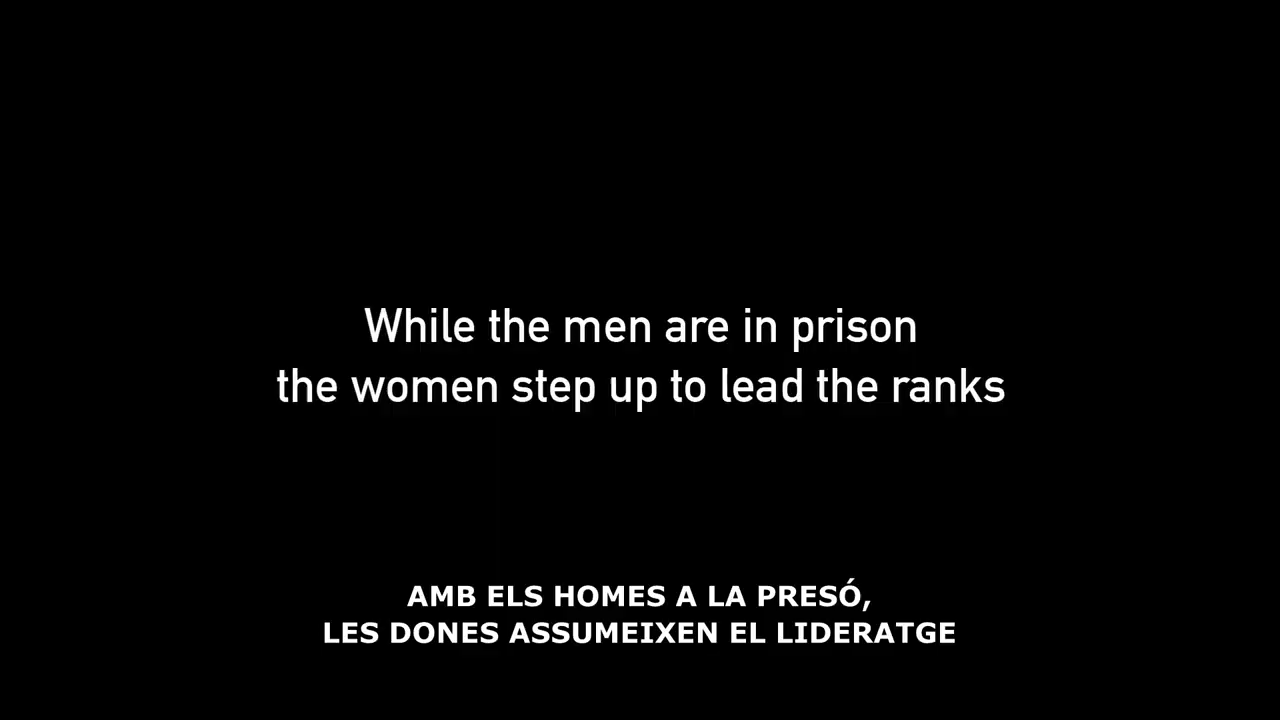 While the men are in prison
the women step up to lead the ranks
AMB ELS HOMES A LA PRESÓ,
LES DONES ASSUMEIXEN EL LIDERATGE